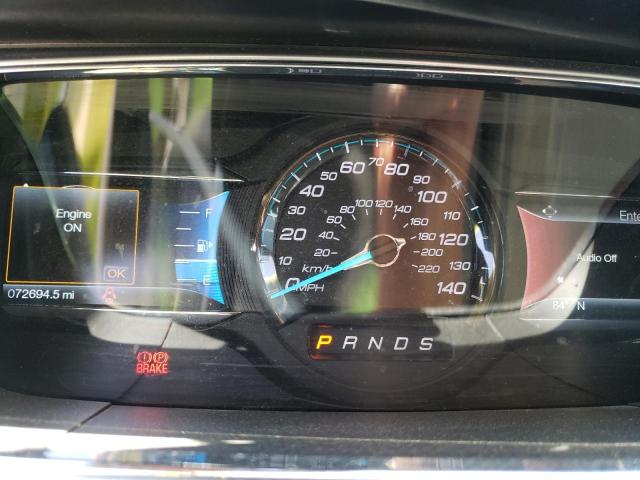 Engine
ON
OK
F
E
072694.5 mi
BRAKE
0 10 20 30 40 50 60 70 80 90 100 110 120 130 140
20 40 60 80 100 120 140 160 180 200 220
km/h
MPH
P R N D S
Audio Off
84° N